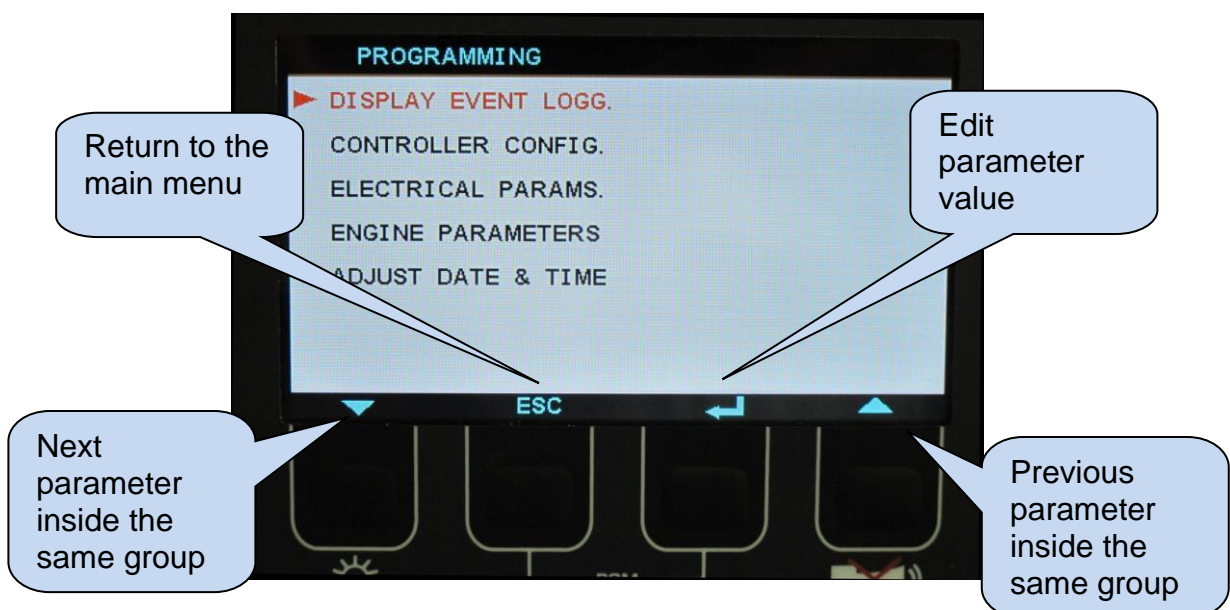 PROGRAMMING
DISPLAY EVENT LOGG.
CONTROLLER CONFIG.
ELECTRICAL PARAMS.
ENGINE PARAMETERS
ADJUST DATE & TIME
ESC
Return to the
main menu
Edit
parameter
value
Next
parameter
inside the
same group
Previous
parameter
inside the
same group